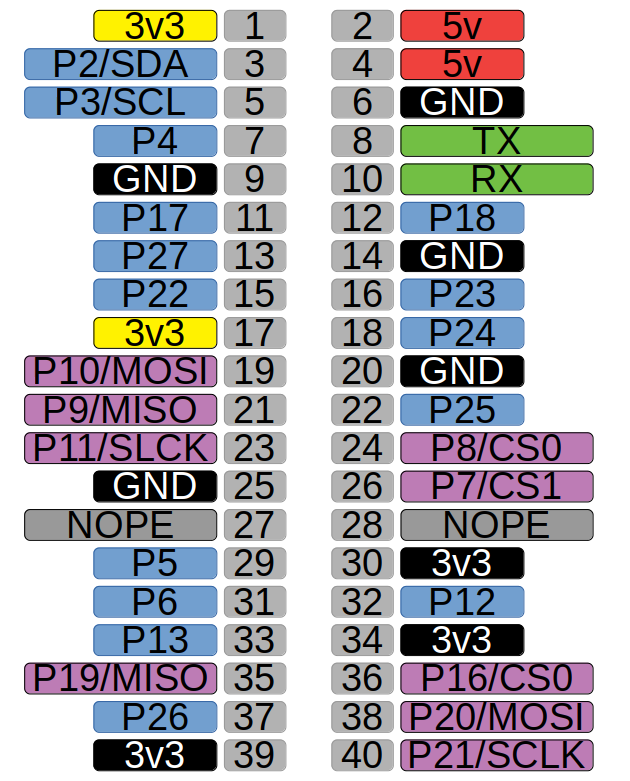 3v3 1 2 5v
P2/SDA 3 4 5v
P3/SCL 5 6 GND
P4 7 8 TX
GND 9 10 RX
P17 11 12 P18
P27 13 14 GND
P22 15 16 P23
3v3 17 18 P24
P10/MOSI 19 20 GND
P9/MISO 21 22 P25
P11/SLCK 23 24 P8/CS0
GND 25 26 P7/CS1
NOPE 27 28 NOPE
P5 29 30 3v3
P6 31 32 P12
P13 33 34 3v3
P19/MISO 35 36 P16/CS0
P26 37 38 P20/MOSI
3v3 39 40 P21/SCLK